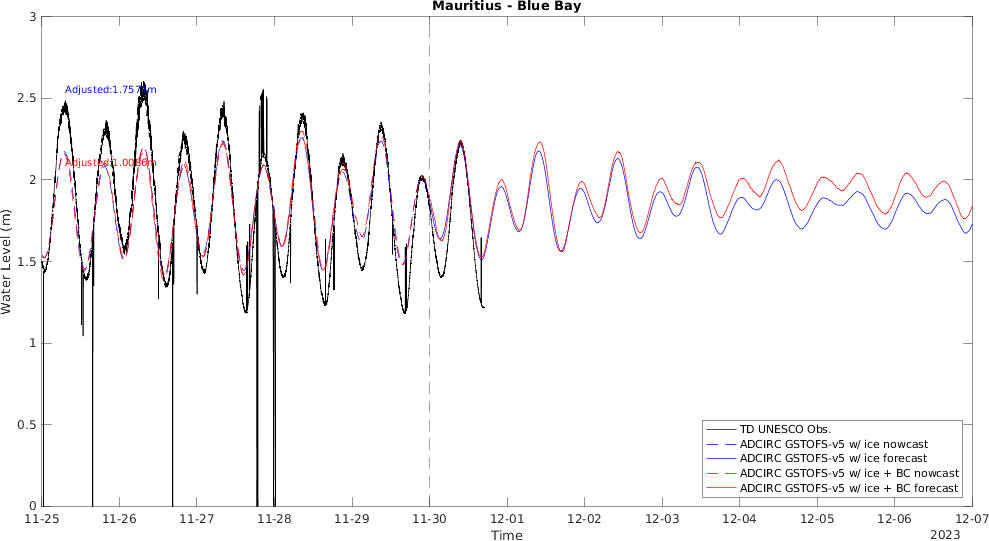 Mauritius - Blue Bay
Water Level (m)
3
2.5
2
1.5
1
0.5
0
Adjusted:1.757 m
Adjusted:1.0086m
TD UNESCO Obs.
ADCIRC GSTOFS-v5 w/ ice nowcast
ADCIRC GSTOFS-v5 w/ ice forecast
ADCIRC GSTOFS-v5 w/ ice + BC nowcast
ADCIRC GSTOFS-v5 w/ ice + BC forecast
11-25 11-26 11-27 11-28 11-29 11-30 12-01 12-02 12-03 12-04 12-05 12-06 12-07
Time
2023